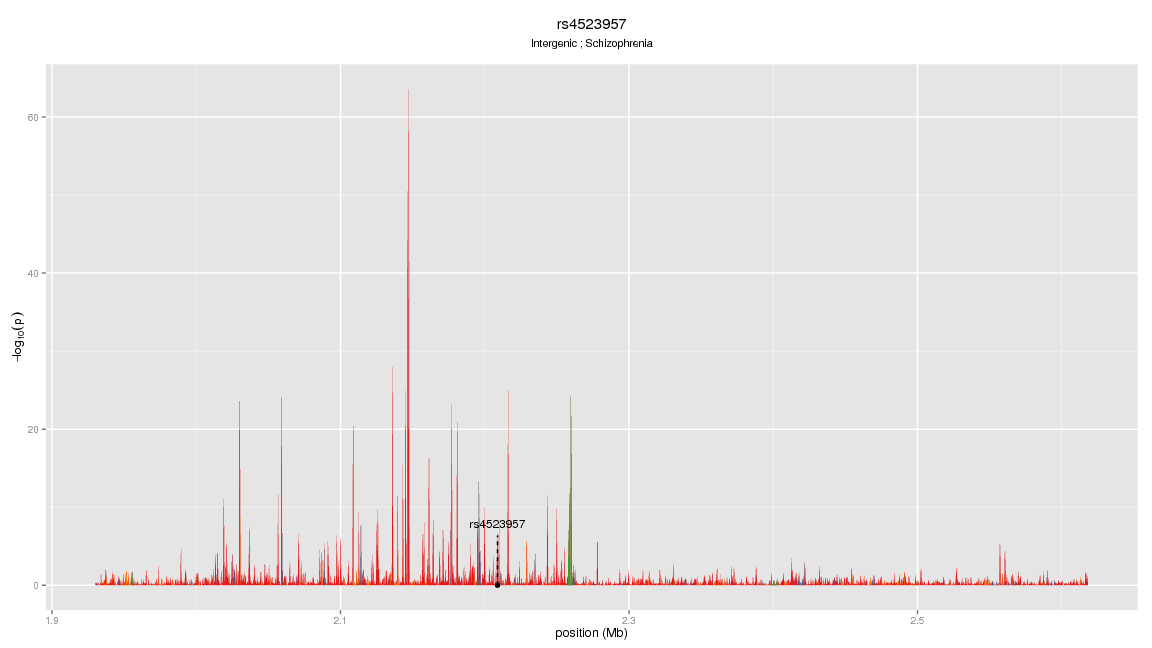 rs4523957
Intergenic ; Schizophrenia
60
40
20
0
−log10(p)
rs4523957
1.9
2.1
2.3
2.5
position (Mb)